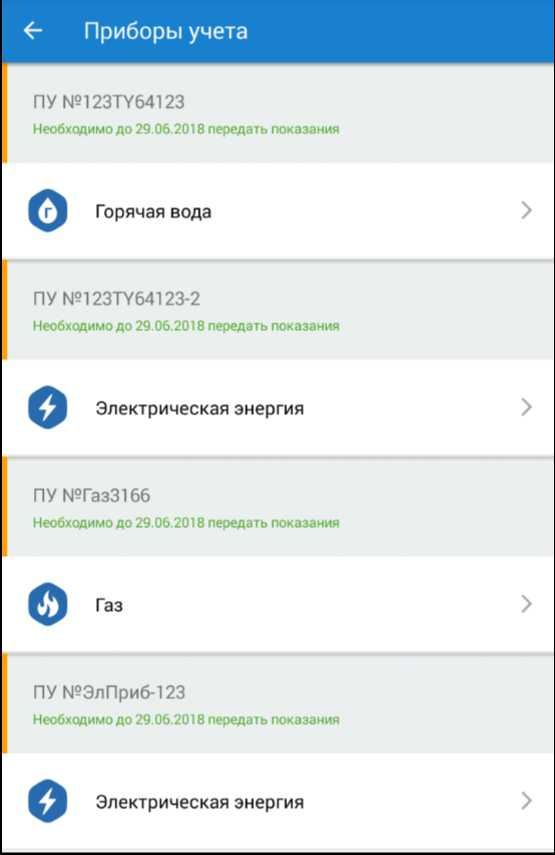 Приборы учета
ПУ №123TY64123
Необходимо до 29.06.2018 передать показания
г
Горячая вода
ПУ №123TY64123-2
Необходимо до 29.06.2018 передать показания
Электрическая энергия
ПУ №Газ3166
Необходимо до 29.06.2018 передать показания
Газ
ПУ №ЭлПриб-123
Необходимо до 29.06.2018 передать показания
Электрическая энергия